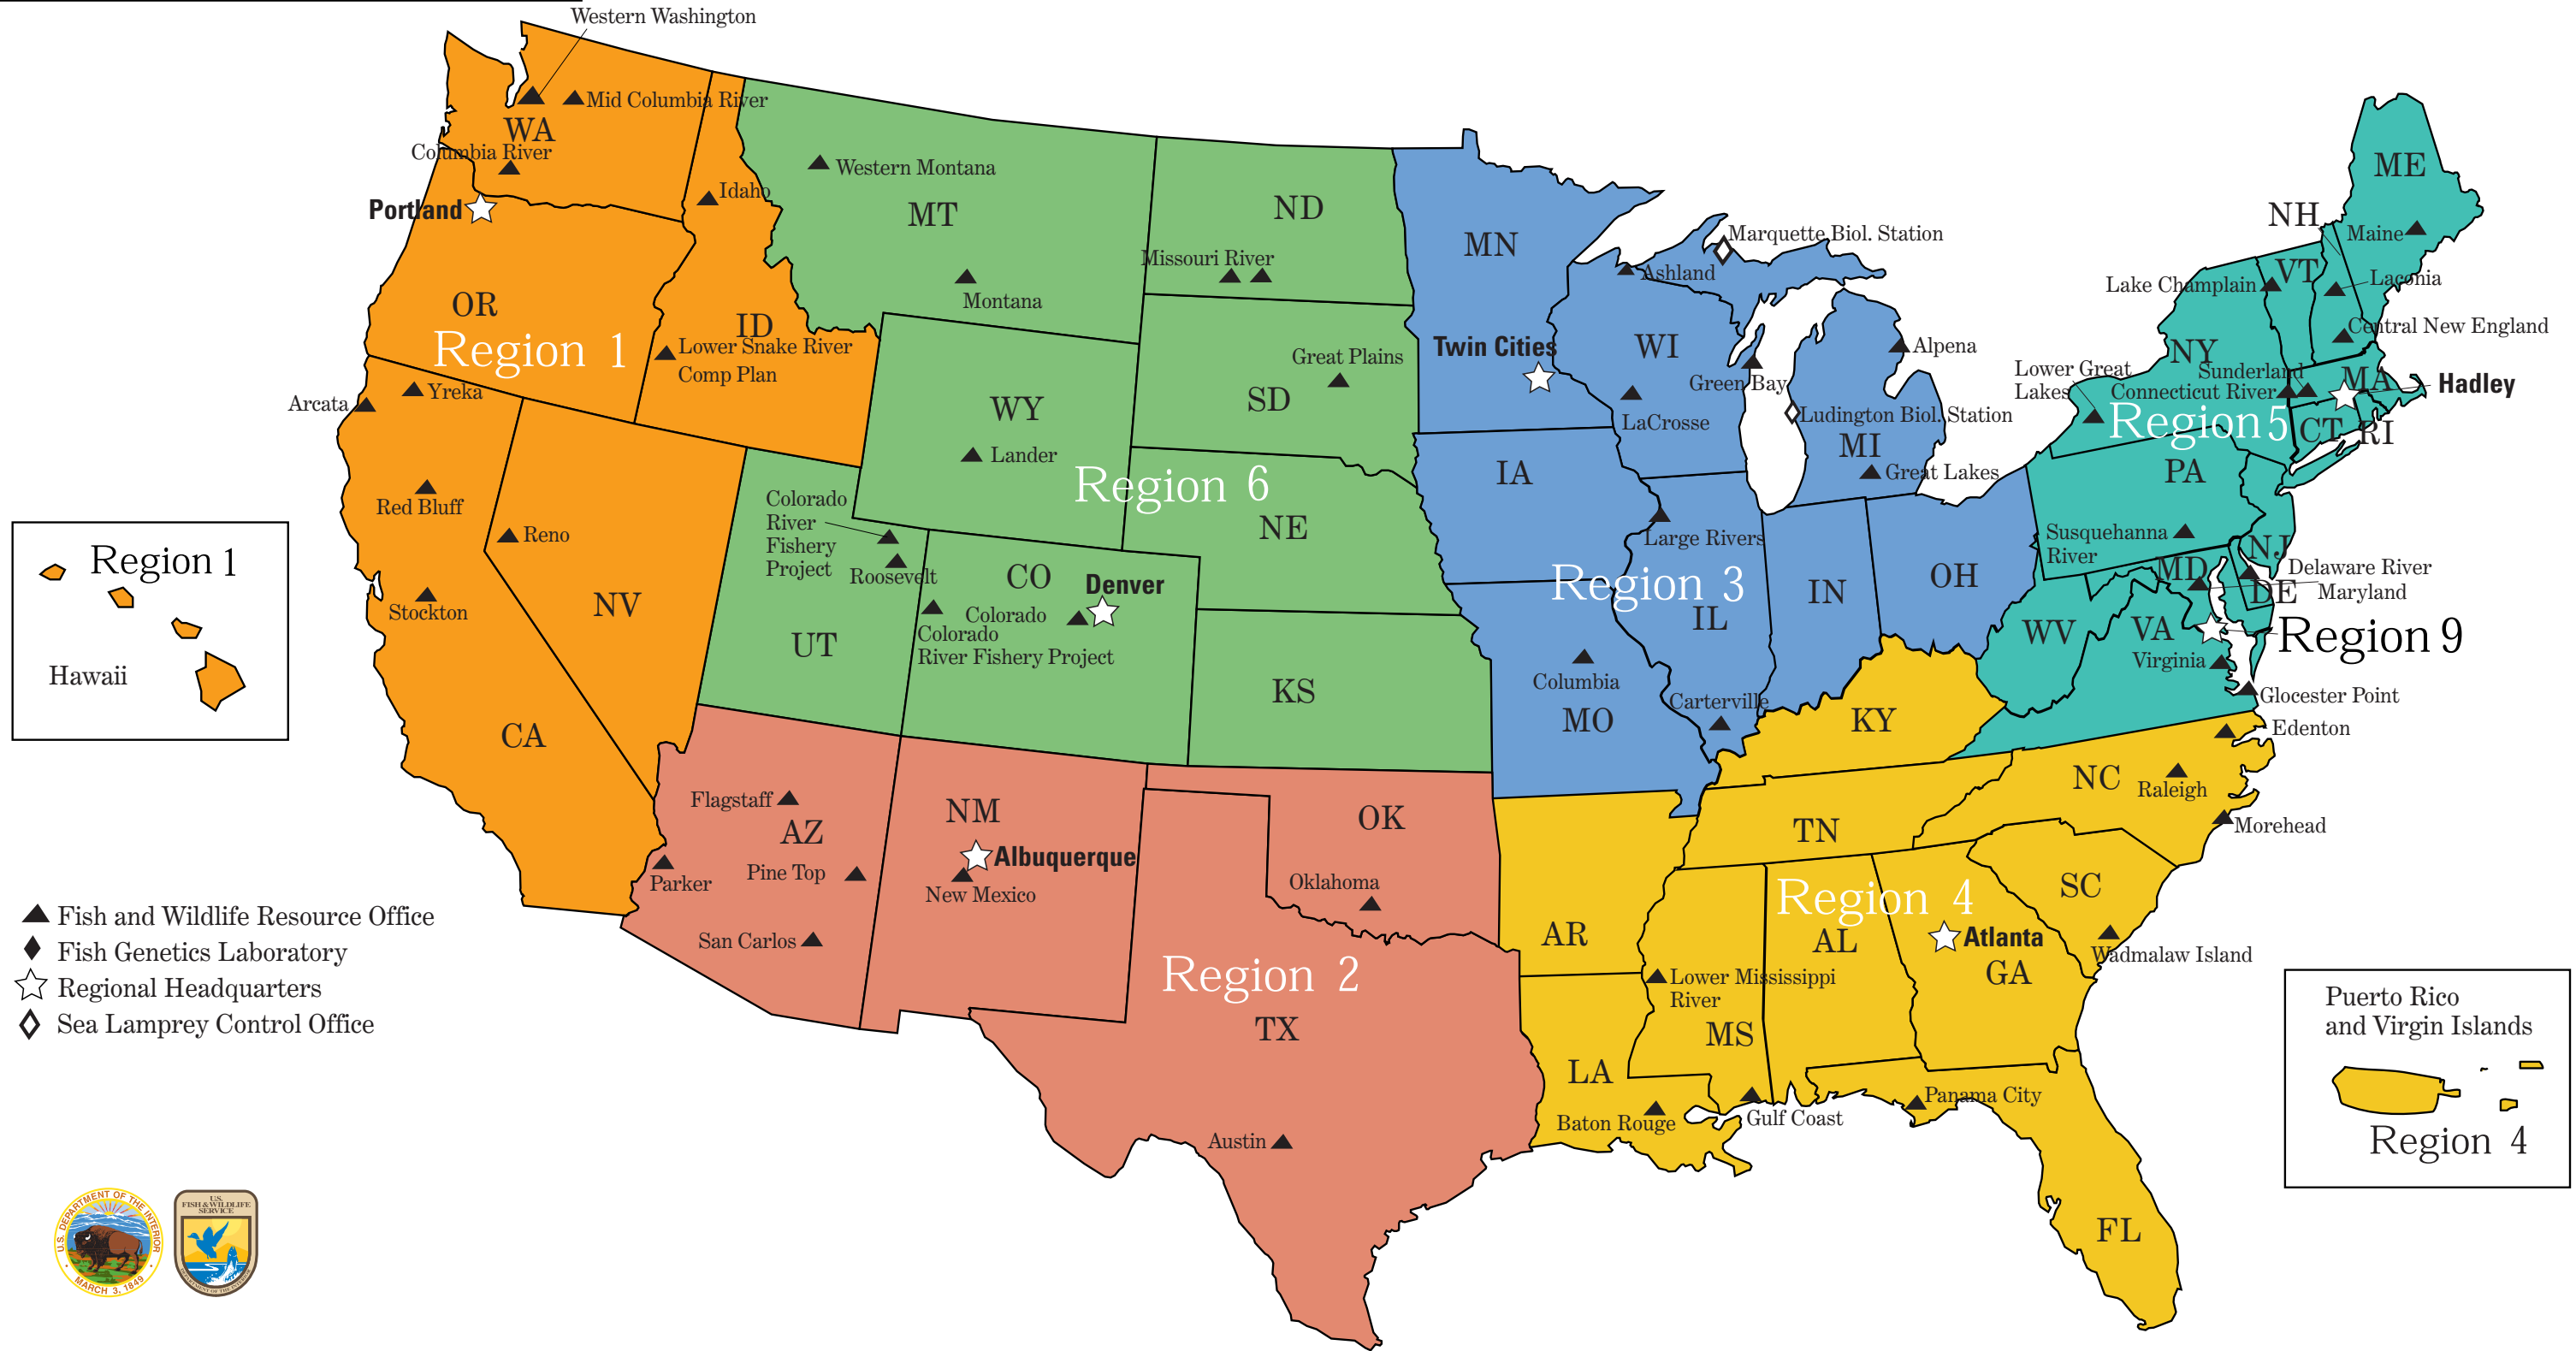 Western Washington
Mid Columbia River
WA
Columbia River
Portland
Idaho
OR
Region 1
ID
Lower Snake River
Comp Plan
Arcata
Yreka
Red Bluff
Reno
Stockton
NV
CA
Region 1
Hawaii
Western Montana
MT
Montana
ND
Missouri River
Great Plains
SD
WY
Lander
Region 6
NE
Colorado
River
Fishery
Project
Roosevelt
CO
Denver
Colorado
Colorado
River Fishery Project
UT
KS
MN
Marquette Biol. Station
Ashland
Twin Cities
WI
Alpena
Green Bay
LaCrosse
Ludington Biol. Station
MI
Great Lakes
IA
Large Rivers
Region 3
IL
IN
OH
Columbia
MO
Carterville
ME
NH
Maine
VT
Lake Champlain
Laconia
Central New England
NY
Lower Great
Lakes
Sunderland
Connecticut River
MA
Hadley
Region 5
CT
RI
PA
Susquehanna
River
NJ
MD
Delaware River
DE
Maryland
WV
VA
Region 9
Virginia
Glocester Point
KY
Edenton
NC
Raleigh
Morehead
TN
SC
Region 4
AR
AL
Atlanta
Wadmalaw Island
GA
Lower Mississippi
River
MS
LA
Baton Rouge
Gulf Coast
Panama City
FL
Flagstaff
AZ
Parker
Pine Top
San Carlos
NM
Albuquerque
New Mexico
OK
Oklahoma
Region 2
TX
Austin
Puerto Rico
and Virgin Islands
Region 4
Fish and Wildlife Resource Office
Fish Genetics Laboratory
Regional Headquarters
Sea Lamprey Control Office
U.S. DEPARTMENT OF THE INTERIOR
MARCH 3, 1849
U.S.
FISH & WILDLIFE
SERVICE